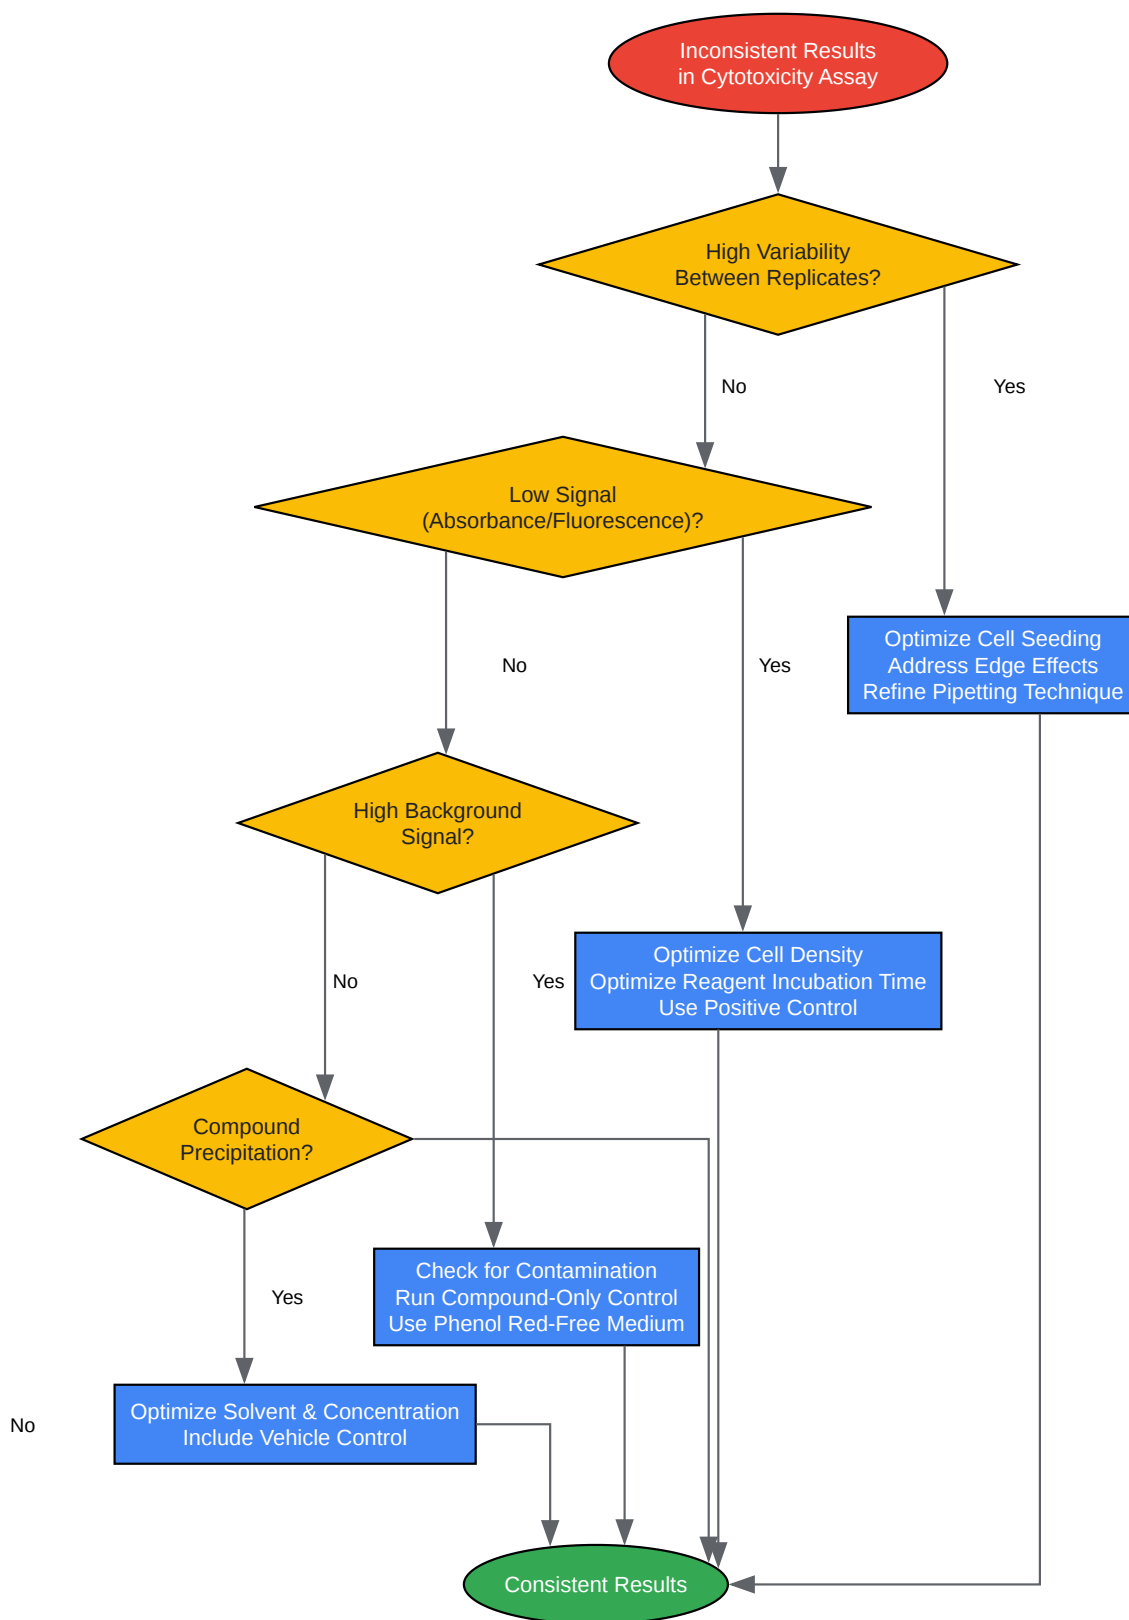 Inconsistent Results
in Cytotoxicity Assay
High Variability
Between Replicates?
No
Yes
Low Signal
(Absorbance/Fluorescence)?
No
Yes
Optimize Cell Seeding
Address Edge Effects
Refine Pipetting Technique
High Background
Signal?
No
Yes
Optimize Cell Density
Optimize Reagent Incubation Time
Use Positive Control
Compound
Precipitation?
Yes
Check for Contamination
Run Compound-Only Control
Use Phenol Red-Free Medium
No
Optimize Solvent & Concentration
Include Vehicle Control
Consistent Results